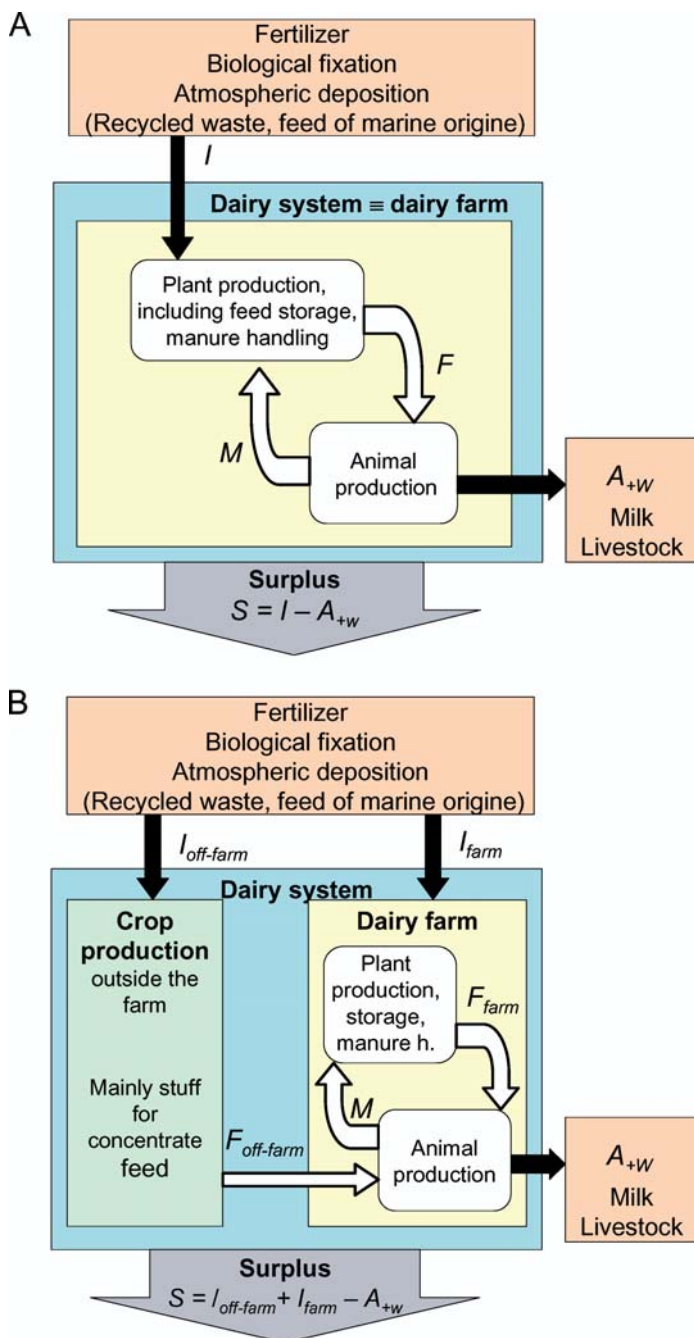 A
Fertilizer
Biological fixation
Atmospheric deposition
(Recycled waste, feed of marine origine)
I
Dairy system ≡ dairy farm
Plant production,
including feed storage,
manure handling
F
M
Animal
production
A+W
Milk
Livestock
Surplus
S = I – A+w
B
Fertilizer
Biological fixation
Atmospheric deposition
(Recycled waste, feed of marine origine)
Ioff-farm
Ifarm
Dairy system
Crop
production
outside the
farm
Mainly stuff
for
concentrate
feed
Foff-farm
Dairy farm
Plant
production,
storage,
manure h.
Ffarm
M
Animal
production
A+W
Milk
Livestock
Surplus
S = Ioff-farm + Ifarm – A+w